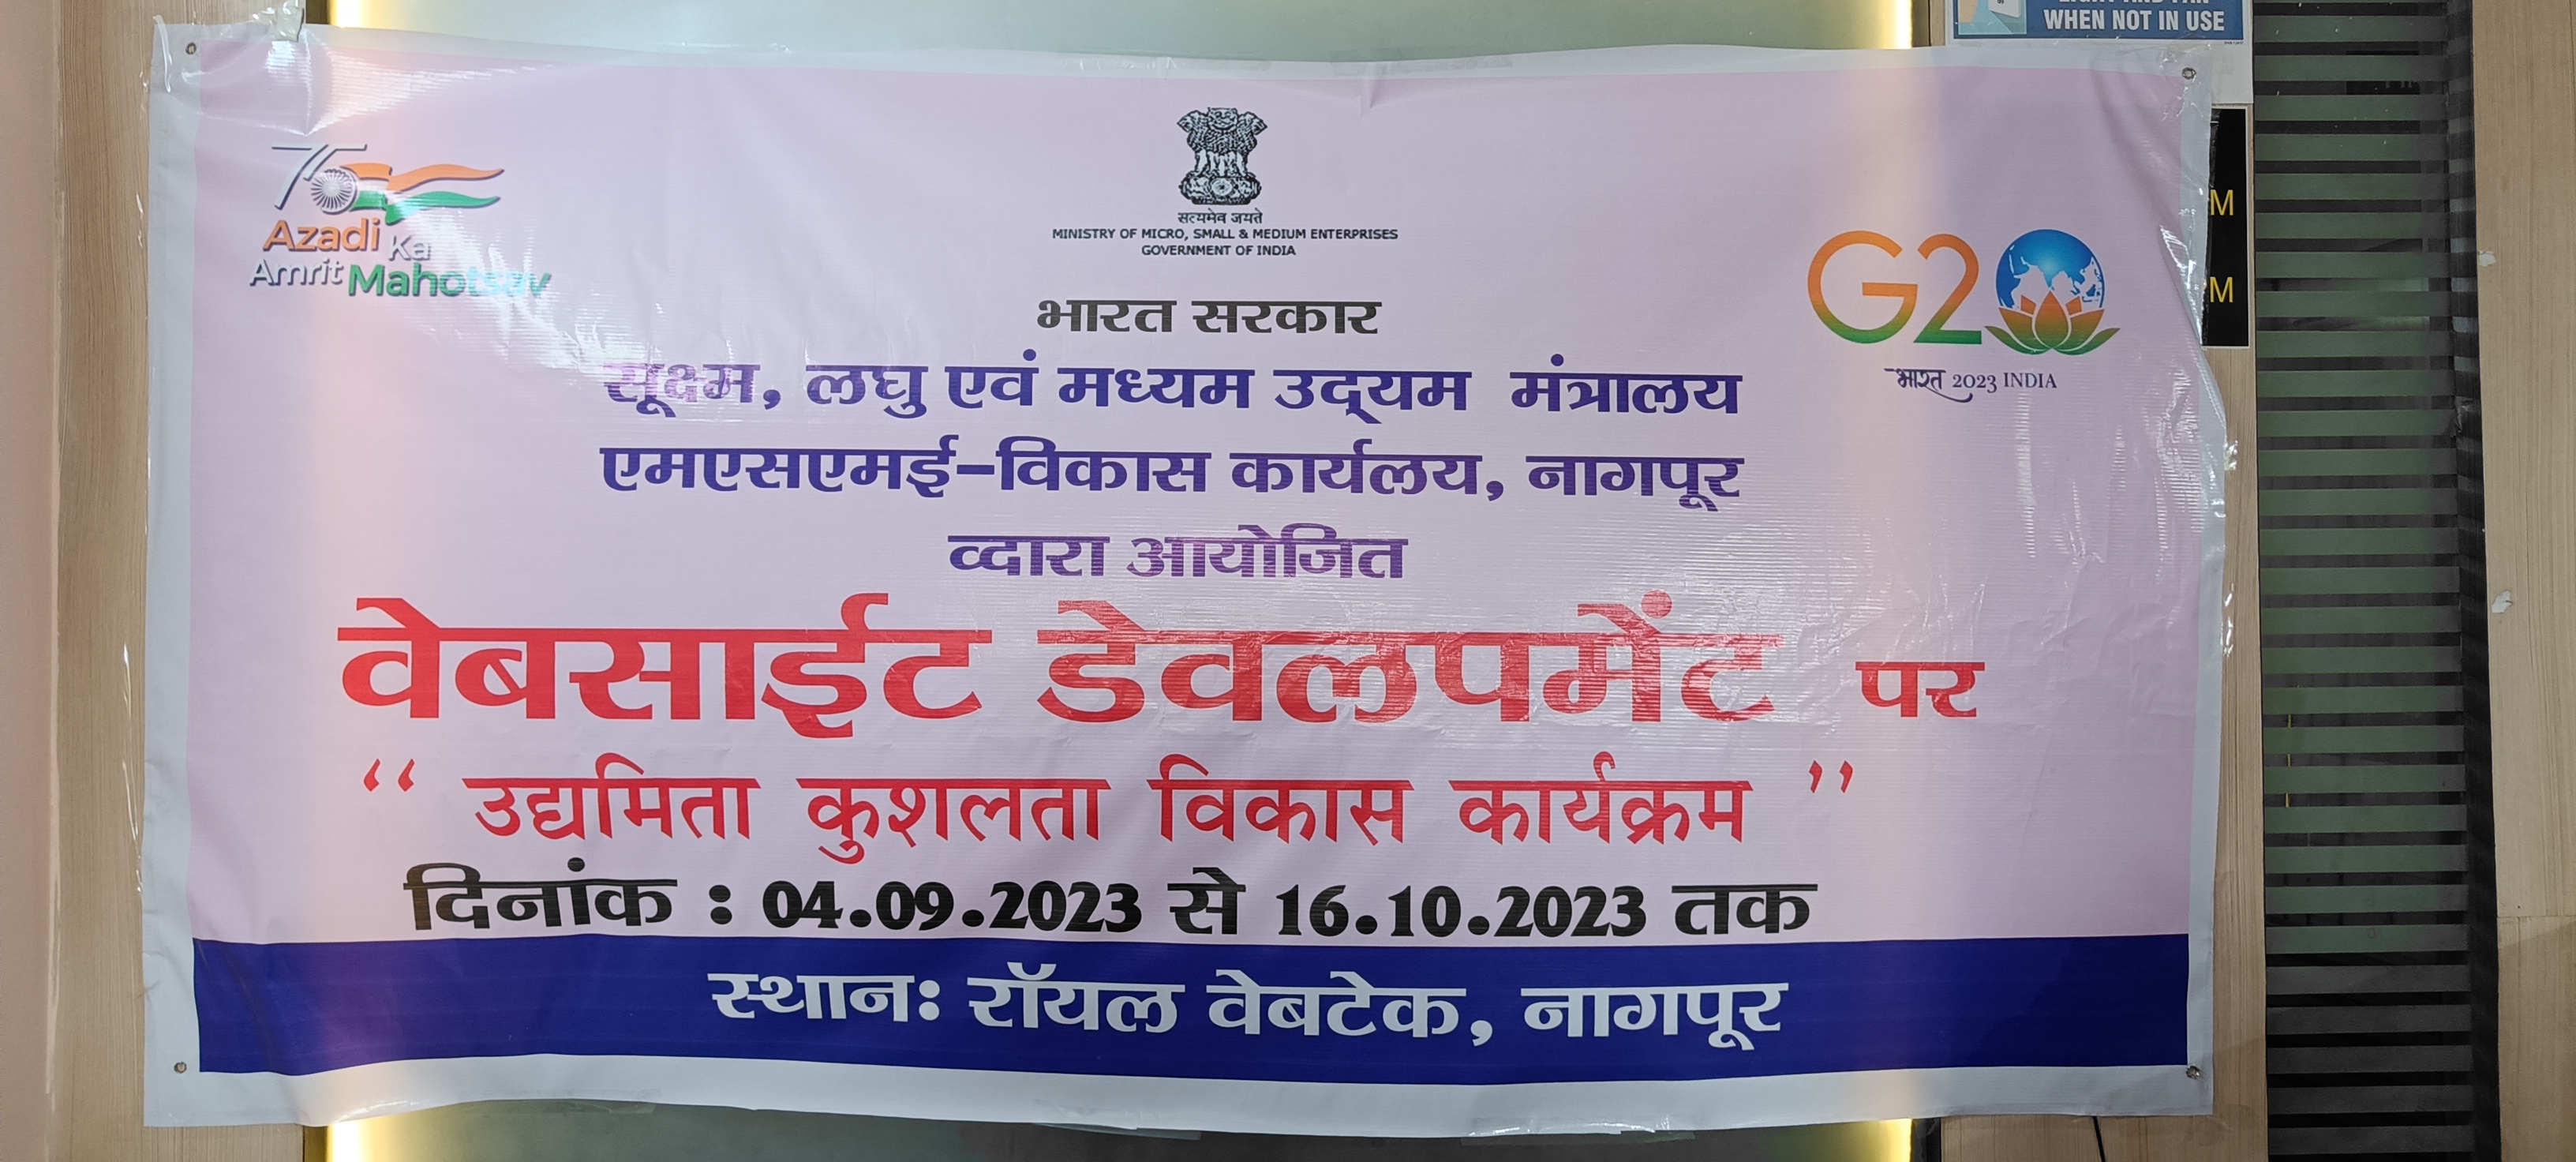 WHEN NOT IN USE
75
Azadi Ka
Amrit Mahotsav
सत्यमेव जयते
MINISTRY OF MICRO, SMALL & MEDIUM ENTERPRISES
GOVERNMENT OF INDIA
G20
भारत 2023 INDIA
भारत सरकार
सूक्ष्म, लघु एवं मध्यम उद्यम मंत्रालय
एमएसएमई-विकास कार्यलय, नागपूर
व्दारा आयोजित
वेबसाईट डेवलपमेंट पर
‘‘ उद्यमिता कुशलता विकास कार्यक्रम ’’
दिनांक : 04.09.2023 से 16.10.2023 तक
स्थान: रॉयल वेबटेक, नागपूर
M
M